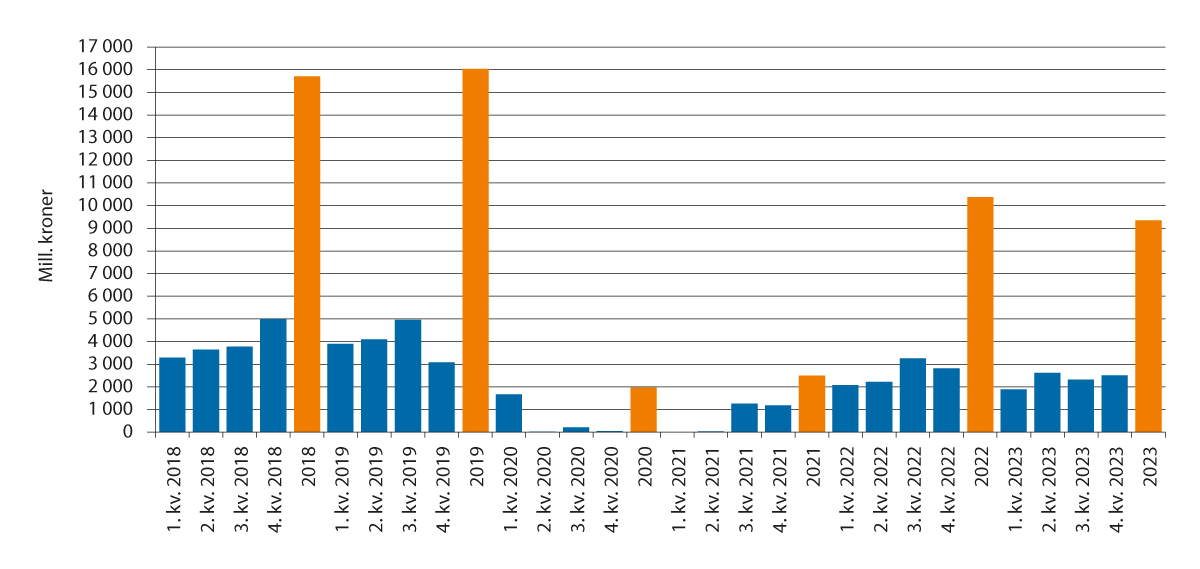 17 000
16 000
15 000
14 000
13 000
12 000
11 000
10 000
9 000
8 000
7 000
6 000
5 000
4 000
3 000
2 000
1 000
0
Mill. kroner
1. kv. 2018
2. kv. 2018
3. kv. 2018
4. kv. 2018
2018
1. kv. 2019
2. kv. 2019
3. kv. 2019
4. kv. 2019
2019
1. kv. 2020
2. kv. 2020
3. kv. 2020
4. kv. 2020
2020
1. kv. 2021
2. kv. 2021
3. kv. 2021
4. kv. 2021
2021
1. kv. 2022
2. kv. 2022
3. kv. 2022
4. kv. 2022
2022
1. kv. 2023
2. kv. 2023
3. kv. 2023
4. kv. 2023
2023